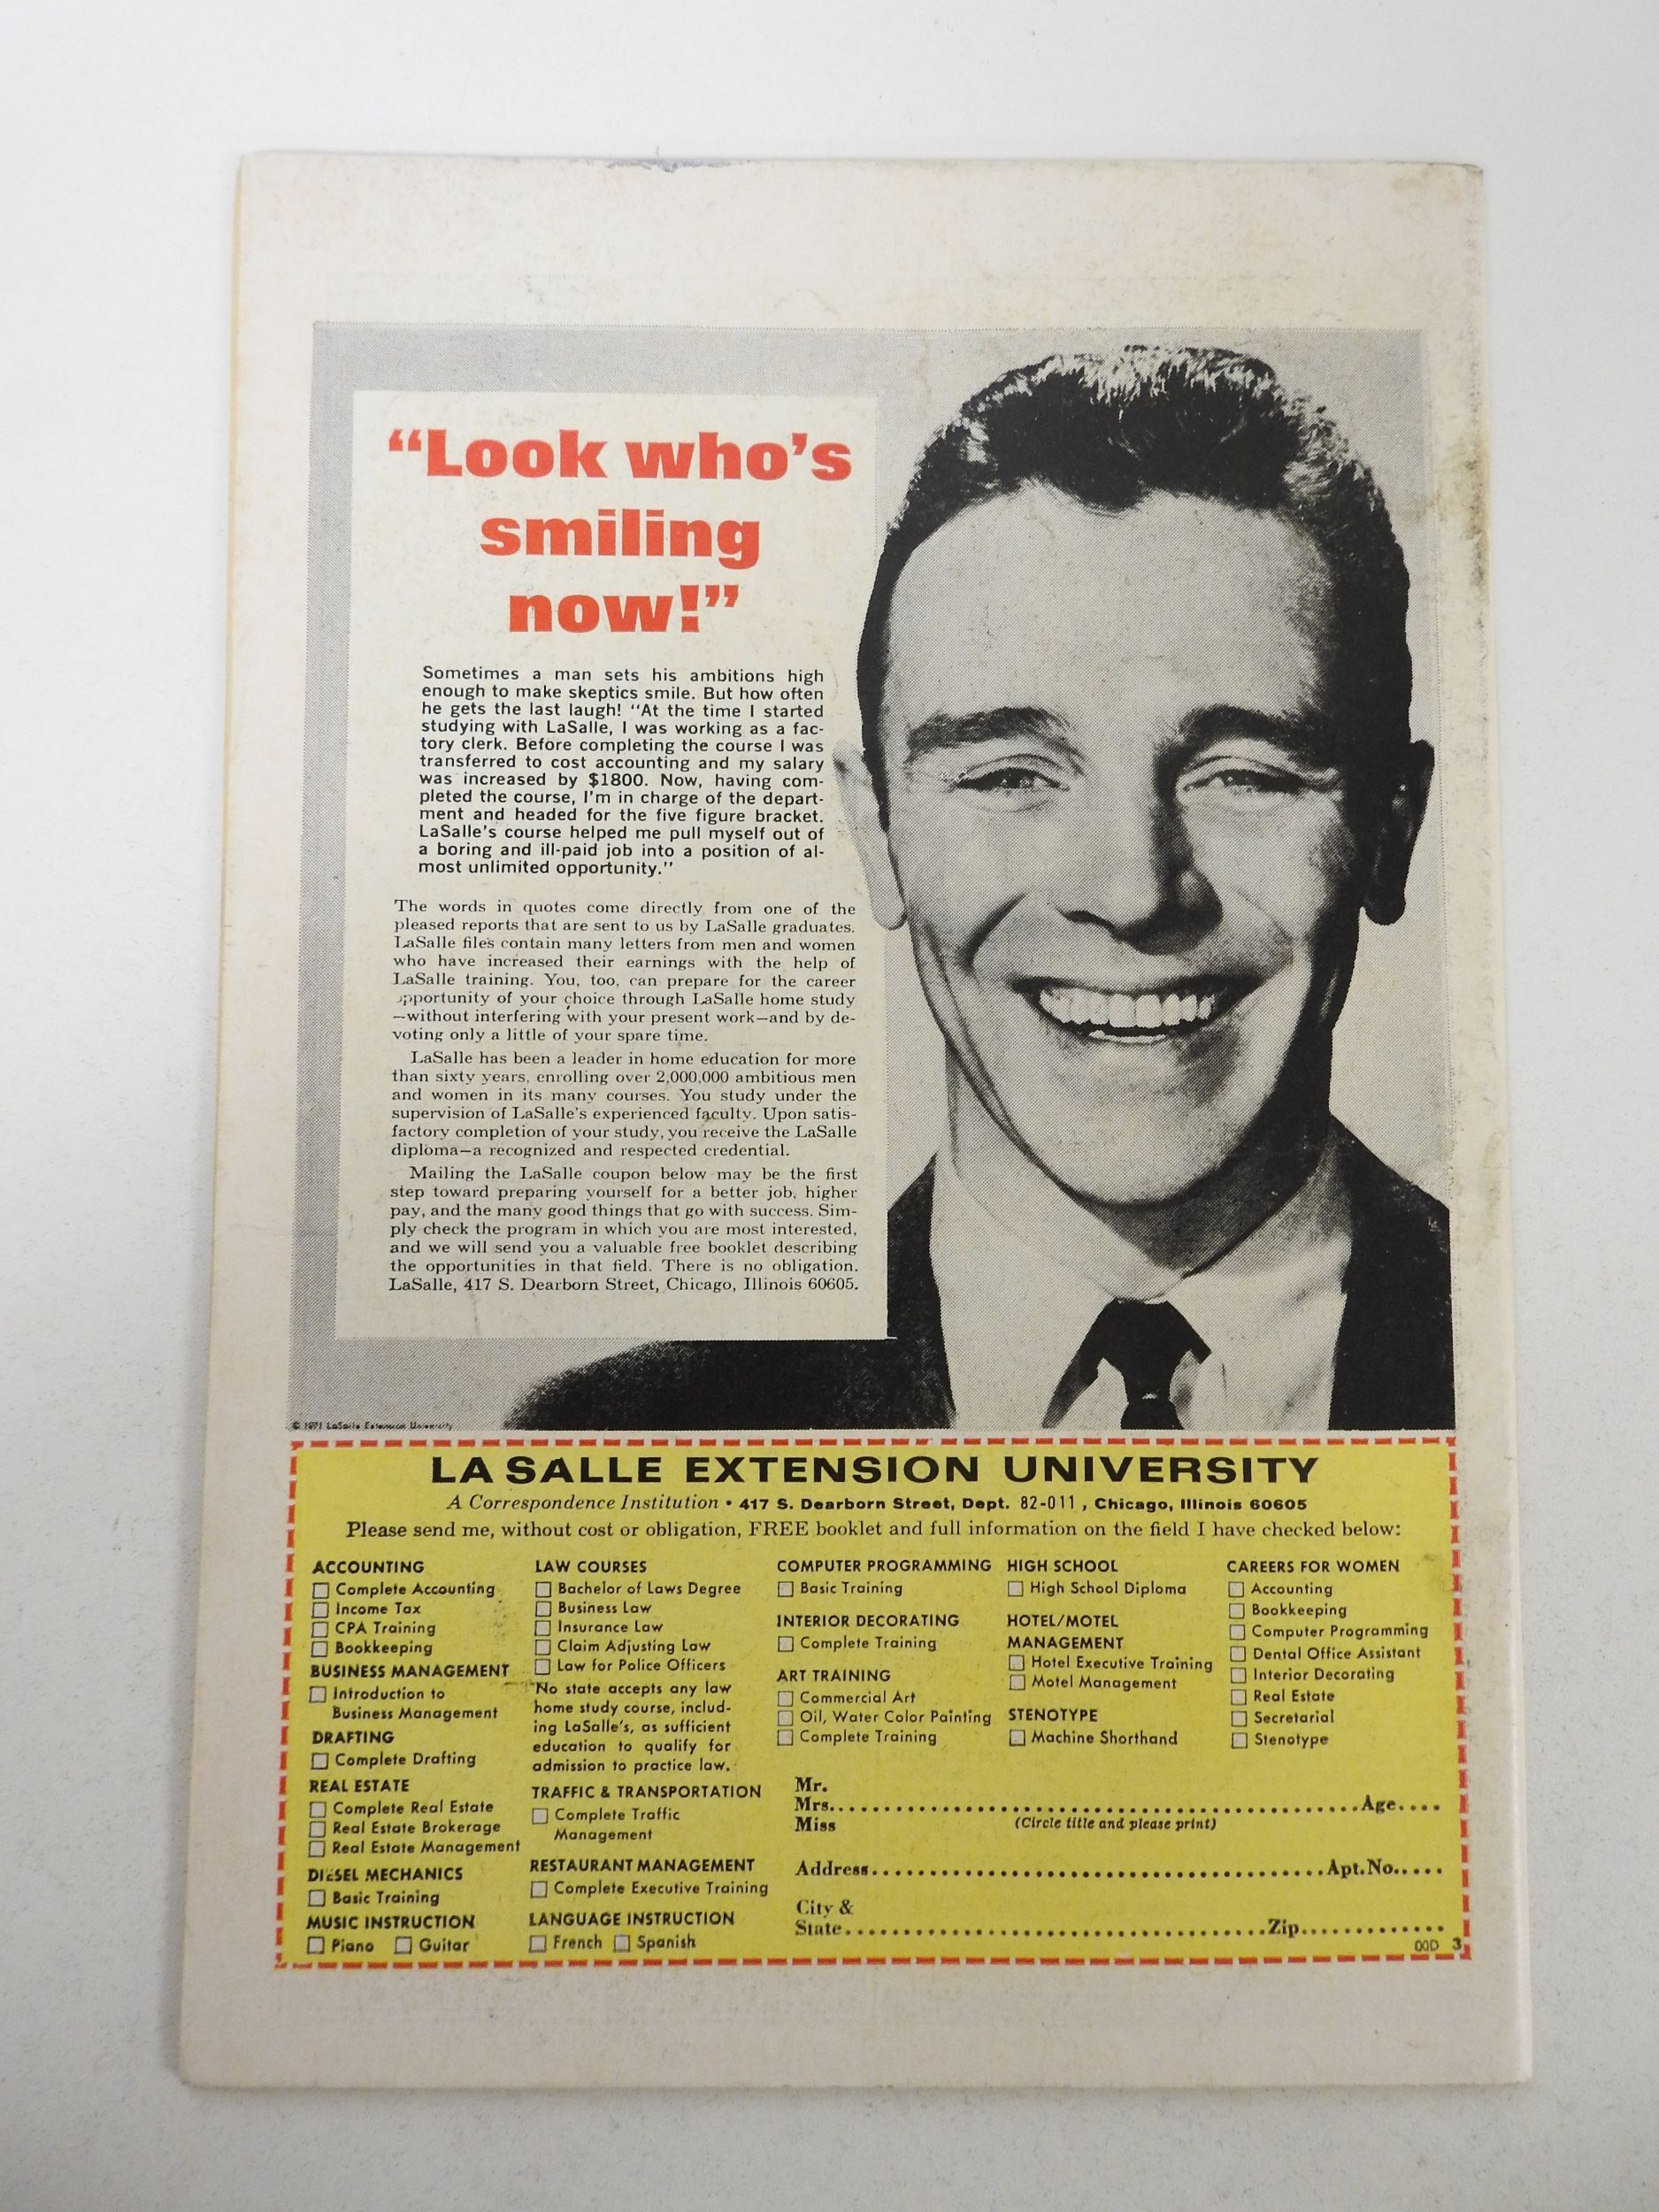 “Look who’s
smiling
now!”
Sometimes a man sets his ambitions high
enough to make skeptics smile. But how often
he gets the last laugh! “At the time I started
studying with LaSalle, I was working as a fac-
tory clerk. Before completing the course I was
transferred to cost accounting and my salary
was increased by $1800. Now, having com-
pleted the course, I’m in charge of the depart-
ment and headed for the five figure bracket.
LaSalle’s course helped me pull myself out of
a boring and ill-paid job into a position of al-
most unlimited opportunity.”
The words in quotes come directly from one of the
pleased reports that are sent to us by LaSalle graduates.
LaSalle files contain many letters from men and women
who have increased their earnings with the help of
LaSalle training. You, too, can prepare for the career
opportunity of your choice through LaSalle home study
—without interfering with your present work—and by de-
voting only a little of your spare time.
LaSalle has been a leader in home education for more
than sixty years, enrolling over 2,000,000 ambitious men
and women in its many courses. You study under the
supervision of LaSalle’s experienced faculty. Upon satis-
factory completion of your study, you receive the LaSalle
diploma—a recognized and respected credential.
Mailing the LaSalle coupon below may be the first
step toward preparing yourself for a better job, higher
pay, and the many good things that go with success. Sim-
ply check the program in which you are most interested,
and we will send you a valuable free booklet describing
the opportunities in that field. There is no obligation.
LaSalle, 417 S. Dearborn Street, Chicago, Illinois 60605.
© 1971 LaSalle Extension University
LA SALLE EXTENSION UNIVERSITY
A Correspondence Institution • 417 S. Dearborn Street, Dept. 82-011, Chicago, Illinois 60605
Please send me, without cost or obligation, FREE booklet and full information on the field I have checked below:
ACCOUNTING
Complete Accounting
Income Tax
CPA Training
Bookkeeping
BUSINESS MANAGEMENT
Introduction to
Business Management
DRAFTING
Complete Drafting
REAL ESTATE
Complete Real Estate
Real Estate Brokerage
Real Estate Management
DIESEL MECHANICS
Basic Training
MUSIC INSTRUCTION
Piano Guitar
LAW COURSES
Bachelor of Laws Degree
Business Law
Insurance Law
Claim Adjusting Law
Law for Police Officers
No state accepts any law
home study course, includ-
ing LaSalle’s, as sufficient
education to qualify for
admission to practice law.
TRAFFIC & TRANSPORTATION
Complete Traffic
Management
RESTAURANT MANAGEMENT
Complete Executive Training
LANGUAGE INSTRUCTION
French Spanish
COMPUTER PROGRAMMING
Basic Training
INTERIOR DECORATING
Complete Training
ART TRAINING
Commercial Art
Oil, Water Color Painting
Complete Training
HIGH SCHOOL
High School Diploma
HOTEL/MOTEL
MANAGEMENT
Hotel Executive Training
Motel Management
STENOTYPE
Machine Shorthand
CAREERS FOR WOMEN
Accounting
Bookkeeping
Computer Programming
Dental Office Assistant
Interior Decorating
Real Estate
Secretarial
Stenotype
Mr.
Mrs. Age
Miss (Circle title and please print)
Address Apt.No.
City &
State Zip
00D 3